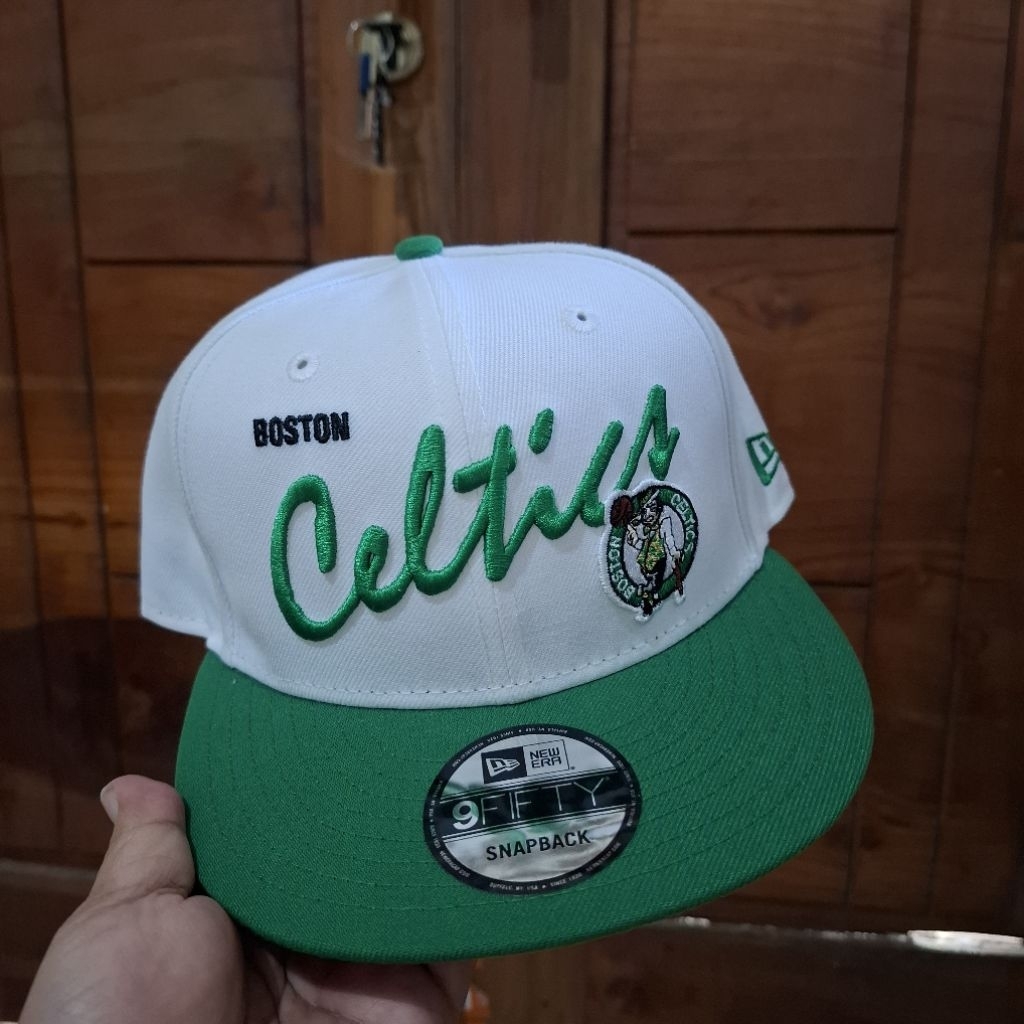 BOSTON
Celtics
CELTICS
BOSTON
NEW
ERA
9FIFTY
SNAPBACK